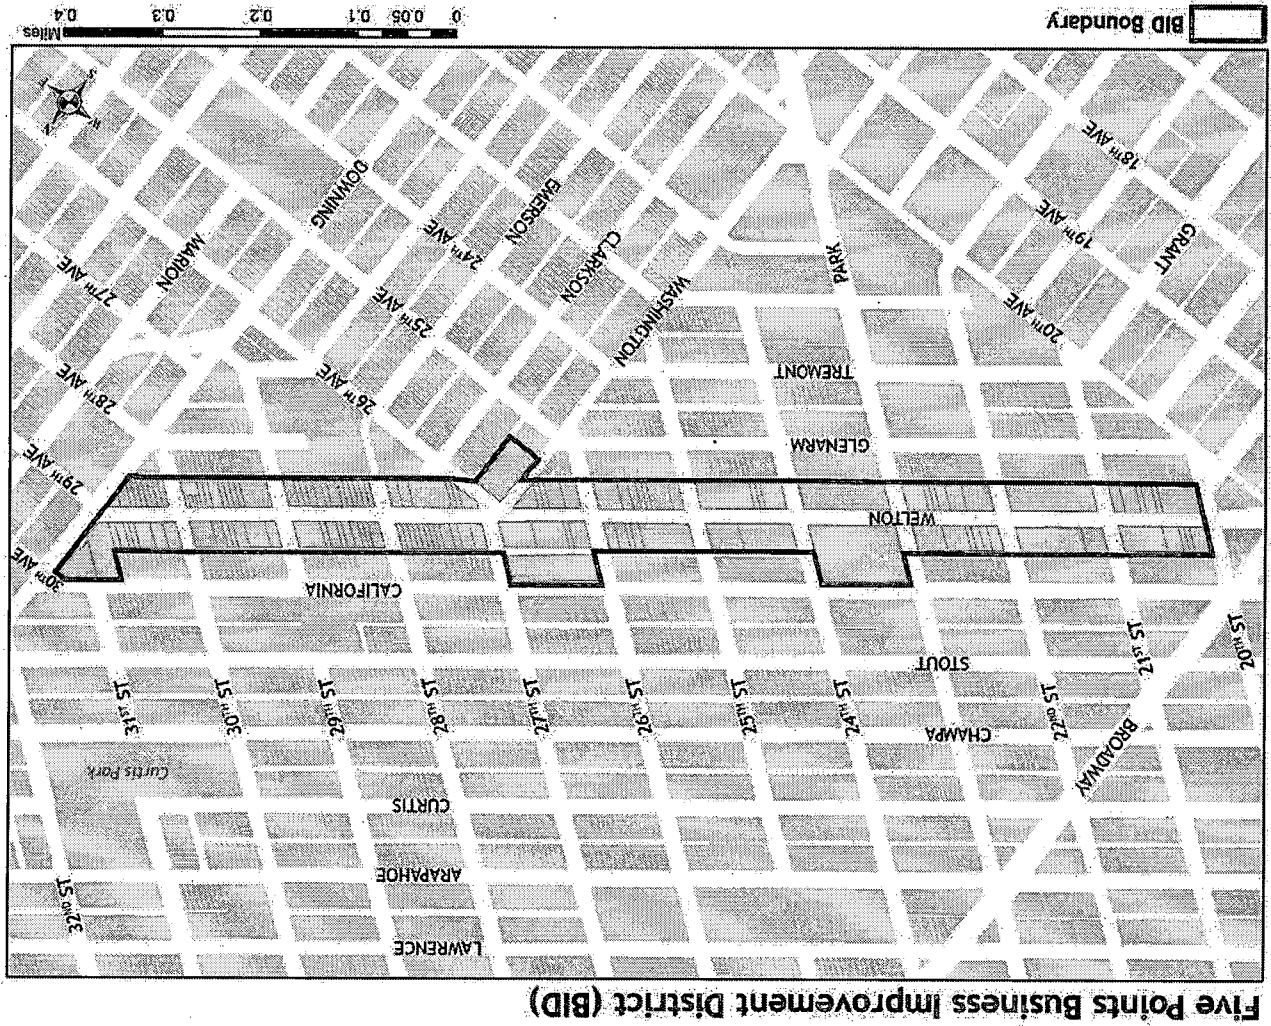 Five Points Business Improvement District (BID)
LAWRENCE
32ND ST
ARAPAHOE
CURTIS
Curtis Park
BROADWAY
CHAMPA
20TH ST
21ST ST
22ND ST
24TH ST
25TH ST
26TH ST
27TH ST
28TH ST
29TH ST
30TH ST
31ST ST
STOUT
CALIFORNIA
30TH AVE
WELTON
29TH AVE
GLENARM
28TH AVE
26TH AVE
TREMONT
20TH AVE
WASHINGTON
25TH AVE
27TH AVE
GRANT
PARK
CLARKSON
24TH AVE
MARION
19TH AVE
EMERSON
DOWNING
18TH AVE
N
W
E
S
BID Boundary
0 0.05 0.1 0.2 0.3 0.4
Miles